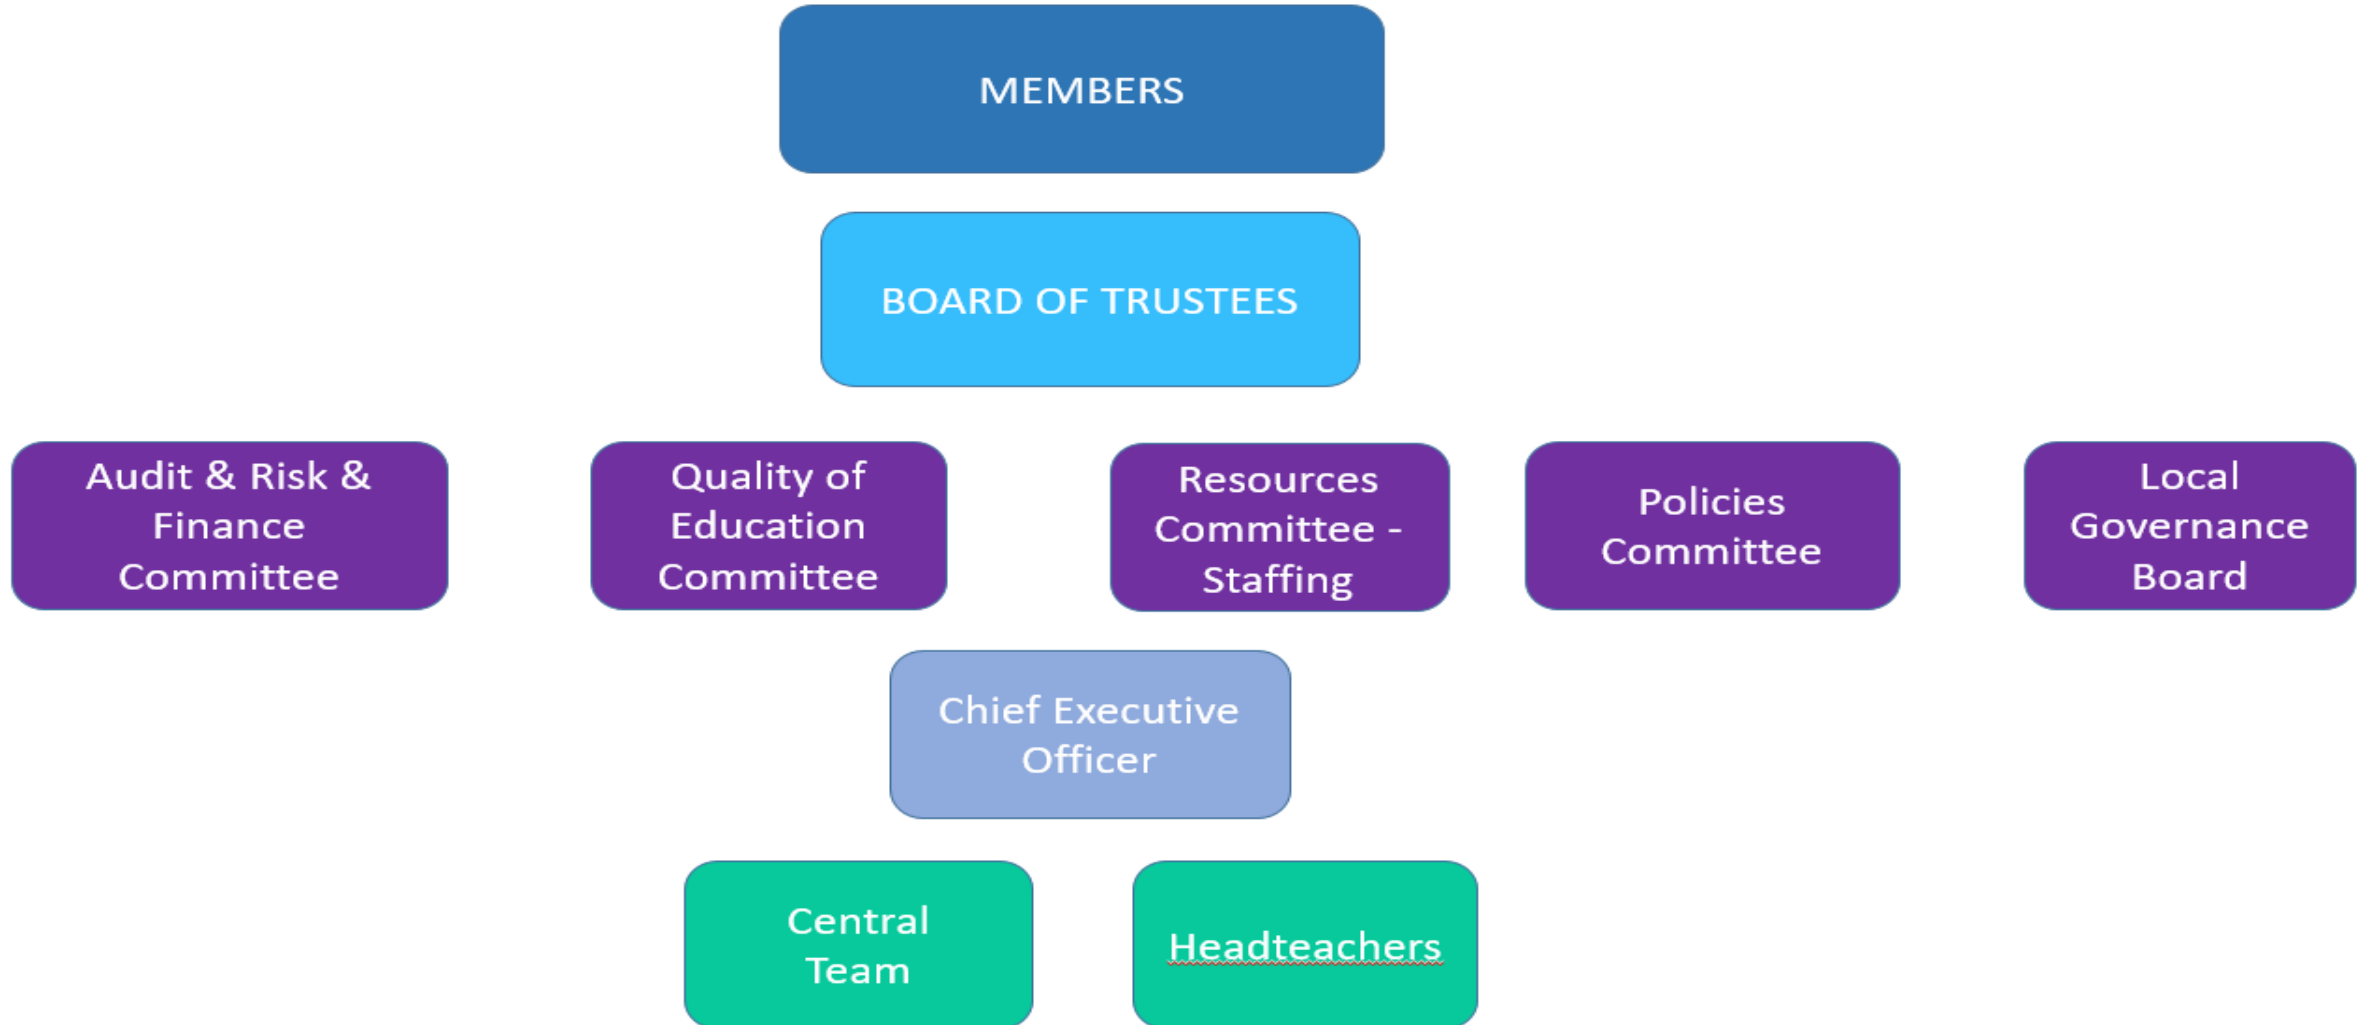 MEMBERS
BOARD OF TRUSTEES
Audit & Risk &
Finance
Committee
Quality of
Education
Committee
Resources
Committee -
Staffing
Policies
Committee
Local
Governance
Board
Chief Executive
Officer
Central
Team
Headteachers